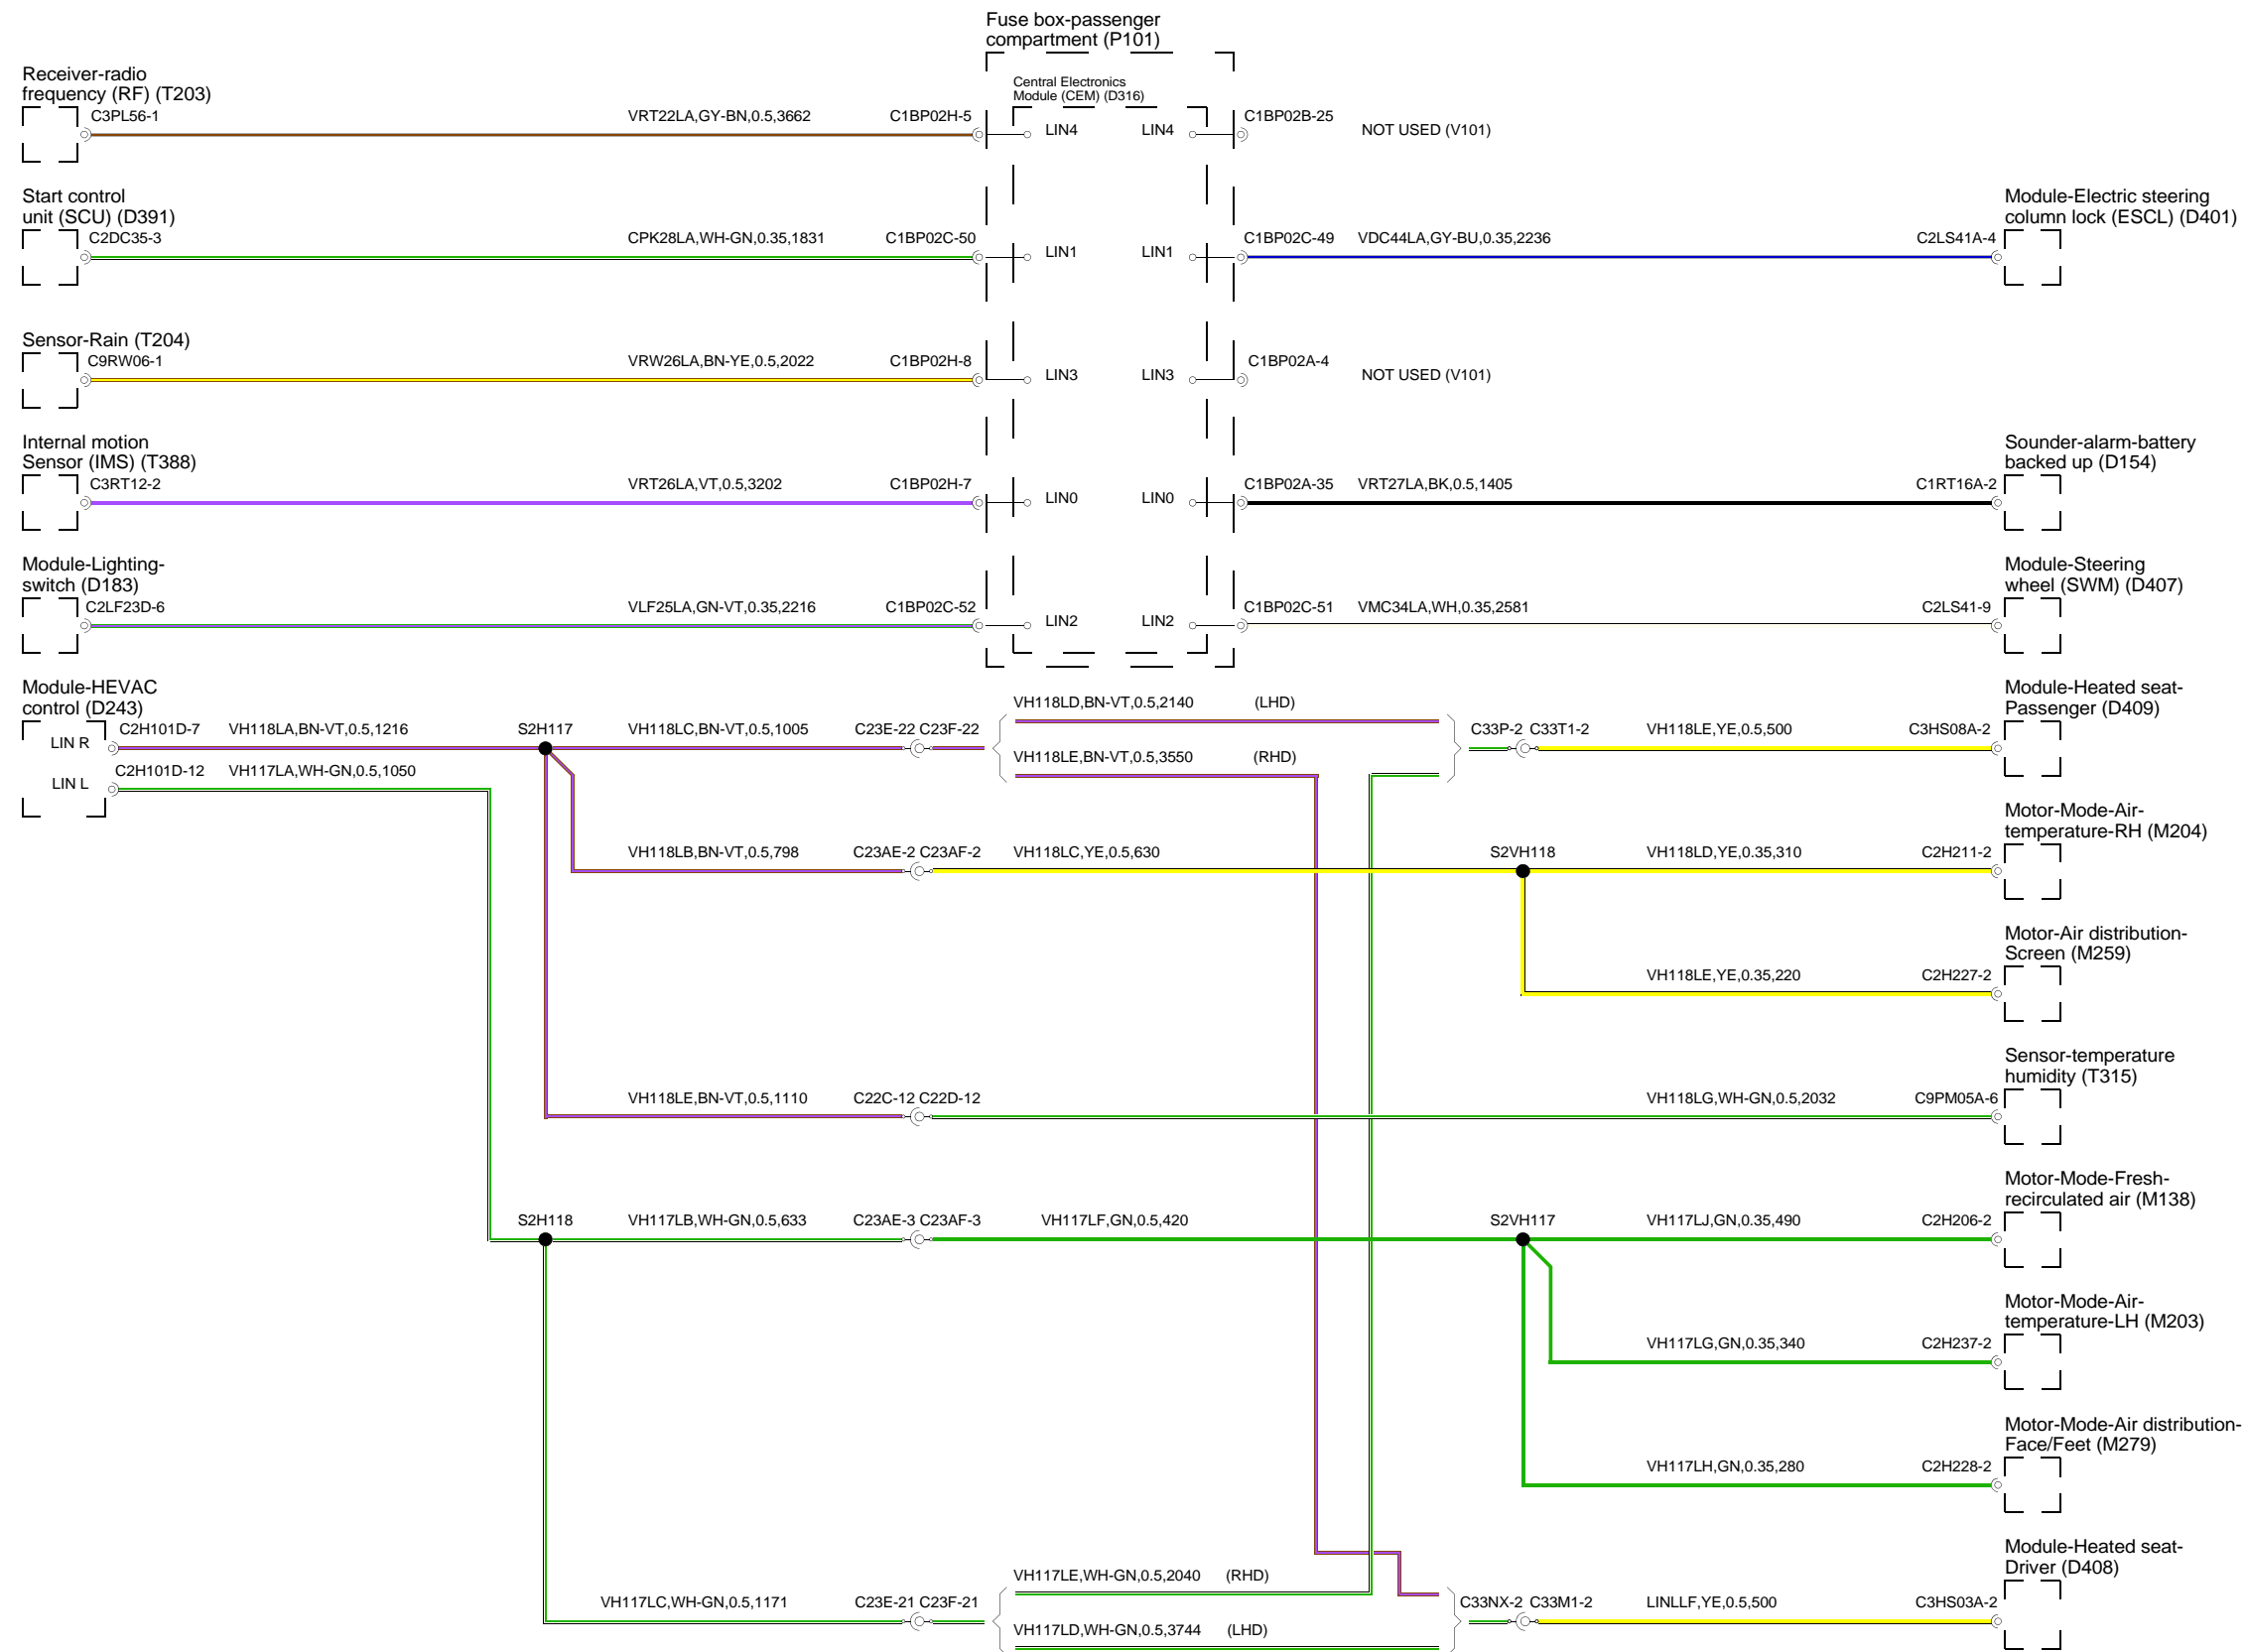 Fuse box-passenger
compartment (P101)
Central Electronics
Module (CEM) (D316)
Receiver-radio
frequency (RF) (T203)
C3PL56-1 VRT22LA,GY-BN,0.5,3662 C1BP02H-5 LIN4 LIN4 C1BP02B-25 NOT USED (V101)
Start control
unit (SCU) (D391)
Module-Electric steering
column lock (ESCL) (D401)
C2DC35-3 CPK28LA,WH-GN,0.35,1831 C1BP02C-50 LIN1 LIN1 C1BP02C-49 VDC44LA,GY-BU,0.35,2236 C2LS41A-4
Sensor-Rain (T204)
C9RW06-1 VRW26LA,BN-YE,0.5,2022 C1BP02H-8 LIN3 LIN3 C1BP02A-4 NOT USED (V101)
Internal motion
Sensor (IMS) (T388)
Sounder-alarm-battery
backed up (D154)
C3RT12-2 VRT26LA,VT,0.5,3202 C1BP02H-7 LIN0 LIN0 C1BP02A-35 VRT27LA,BK,0.5,1405 C1RT16A-2
Module-Lighting-
switch (D183)
Module-Steering
wheel (SWM) (D407)
C2LF23D-6 VLF25LA,GN-VT,0.35,2216 C1BP02C-52 LIN2 LIN2 C1BP02C-51 VMC34LA,WH,0.35,2581 C2LS41-9
Module-HEVAC
control (D243)
Module-Heated seat-
Passenger (D409)
VH118LD,BN-VT,0.5,2140 (LHD)
LIN R C2H101D-7 VH118LA,BN-VT,0.5,1216 S2H117 VH118LC,BN-VT,0.5,1005 C23E-22 C23F-22 C33P-2 C33T1-2 VH118LE,YE,0.5,500 C3HS08A-2
VH118LE,BN-VT,0.5,3550 (RHD)
LIN L C2H101D-12 VH117LA,WH-GN,0.5,1050
Motor-Mode-Air-
temperature-RH (M204)
VH118LB,BN-VT,0.5,798 C23AE-2 C23AF-2 VH118LC,YE,0.5,630 S2VH118 VH118LD,YE,0.35,310 C2H211-2
Motor-Air distribution-
Screen (M259)
VH118LE,YE,0.35,220 C2H227-2
Sensor-temperature
humidity (T315)
VH118LE,BN-VT,0.5,1110 C22C-12 C22D-12 VH118LG,WH-GN,0.5,2032 C9PM05A-6
Motor-Mode-Fresh-
recirculated air (M138)
S2H118 VH117LB,WH-GN,0.5,633 C23AE-3 C23AF-3 VH117LF,GN,0.5,420 S2VH117 VH117LJ,GN,0.35,490 C2H206-2
Motor-Mode-Air-
temperature-LH (M203)
VH117LG,GN,0.35,340 C2H237-2
Motor-Mode-Air distribution-
Face/Feet (M279)
VH117LH,GN,0.35,280 C2H228-2
Module-Heated seat-
Driver (D408)
VH117LE,WH-GN,0.5,2040 (RHD)
VH117LC,WH-GN,0.5,1171 C23E-21 C23F-21 C33NX-2 C33M1-2 LINLLF,YE,0.5,500 C3HS03A-2
VH117LD,WH-GN,0.5,3744 (LHD)